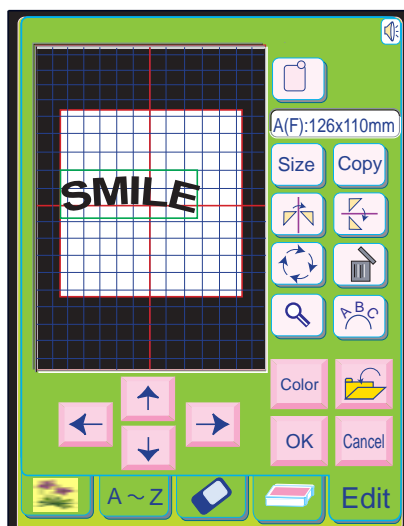 A(F):126x110mm
Size Copy
SMILE
A B C
Color
OK Cancel
A～Z Edit